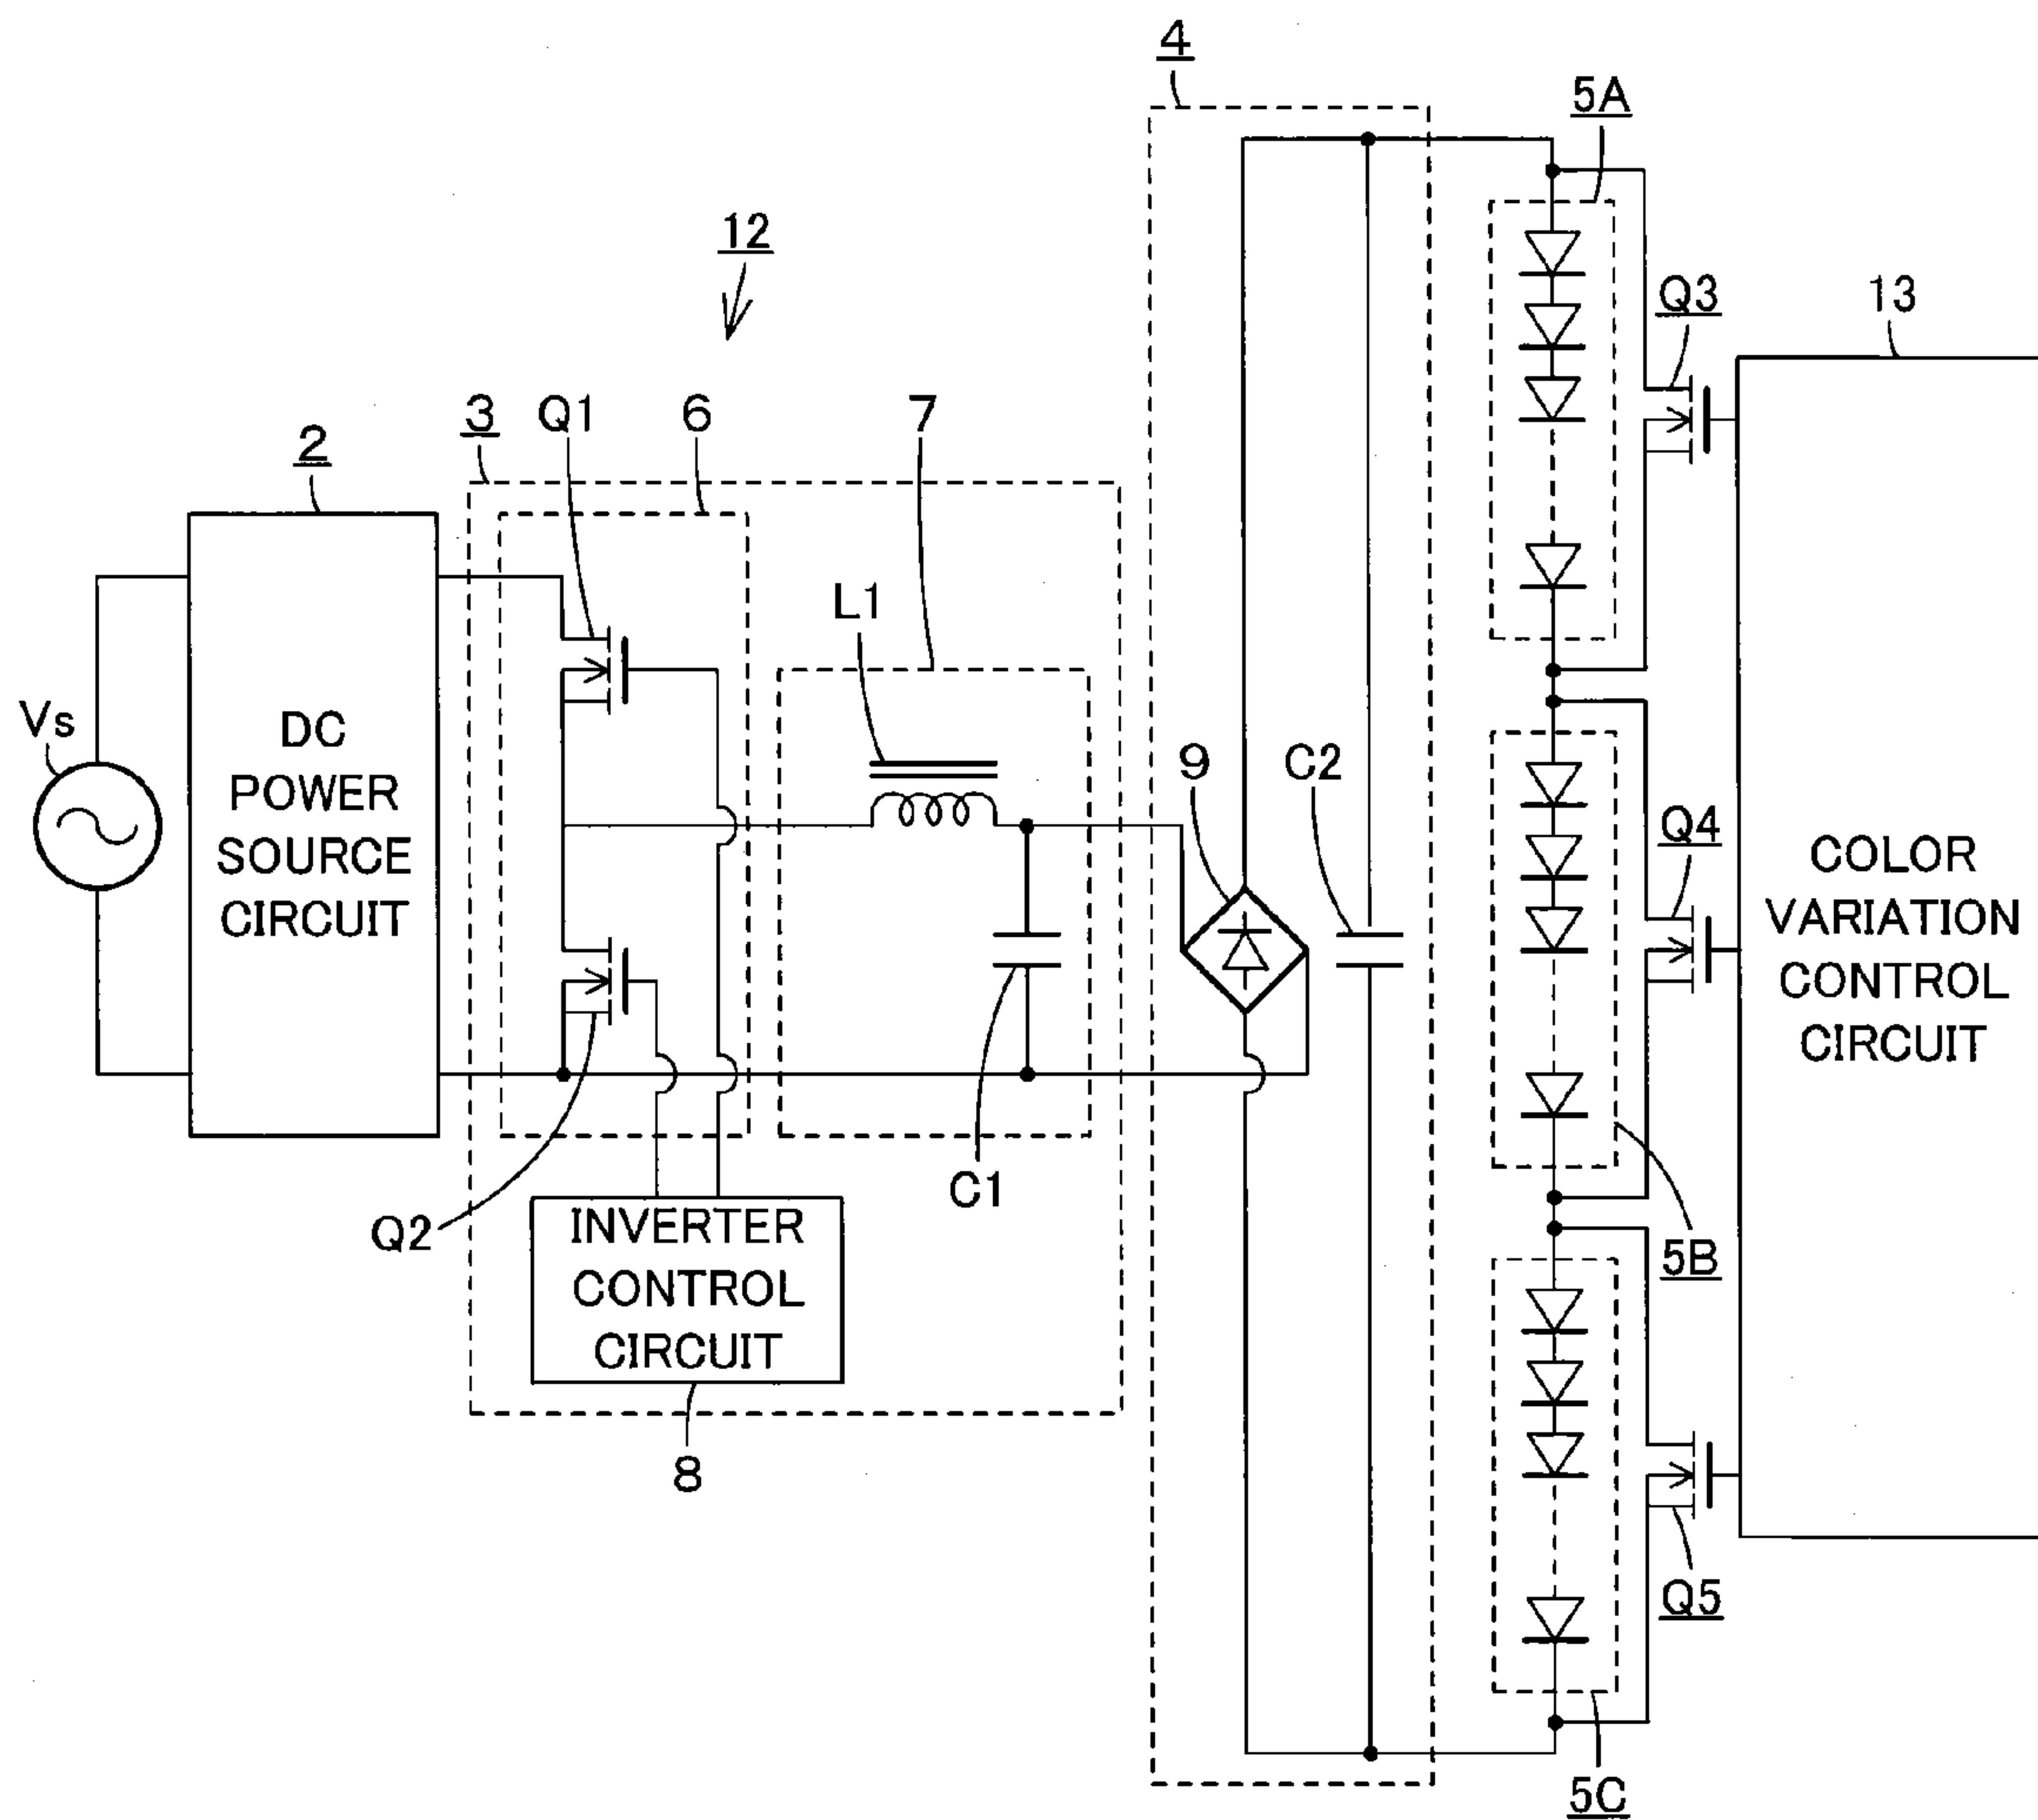 4
5A
12
Q3
13
3
Q1
6
7
2
L1
Vs
DC
POWER
SOURCE
CIRCUIT
9
C2
Q4
COLOR
VARIATION
CONTROL
CIRCUIT
C1
Q2
INVERTER
CONTROL
CIRCUIT
5B
8
Q5
5C